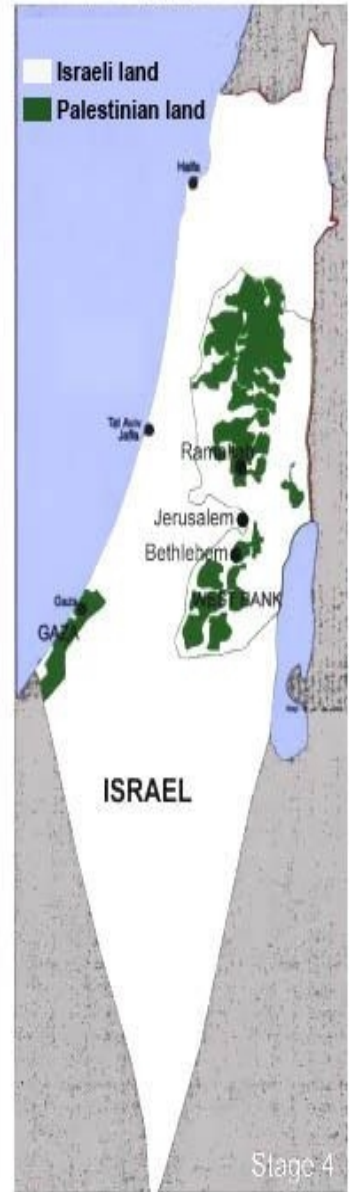 Israeli land
Palestinian land
Haifa
Tel Aviv
Jaffa
Ramallah
Jerusalem
Bethlehem
Gaza
WEST BANK
GAZA
ISRAEL
Stage 4